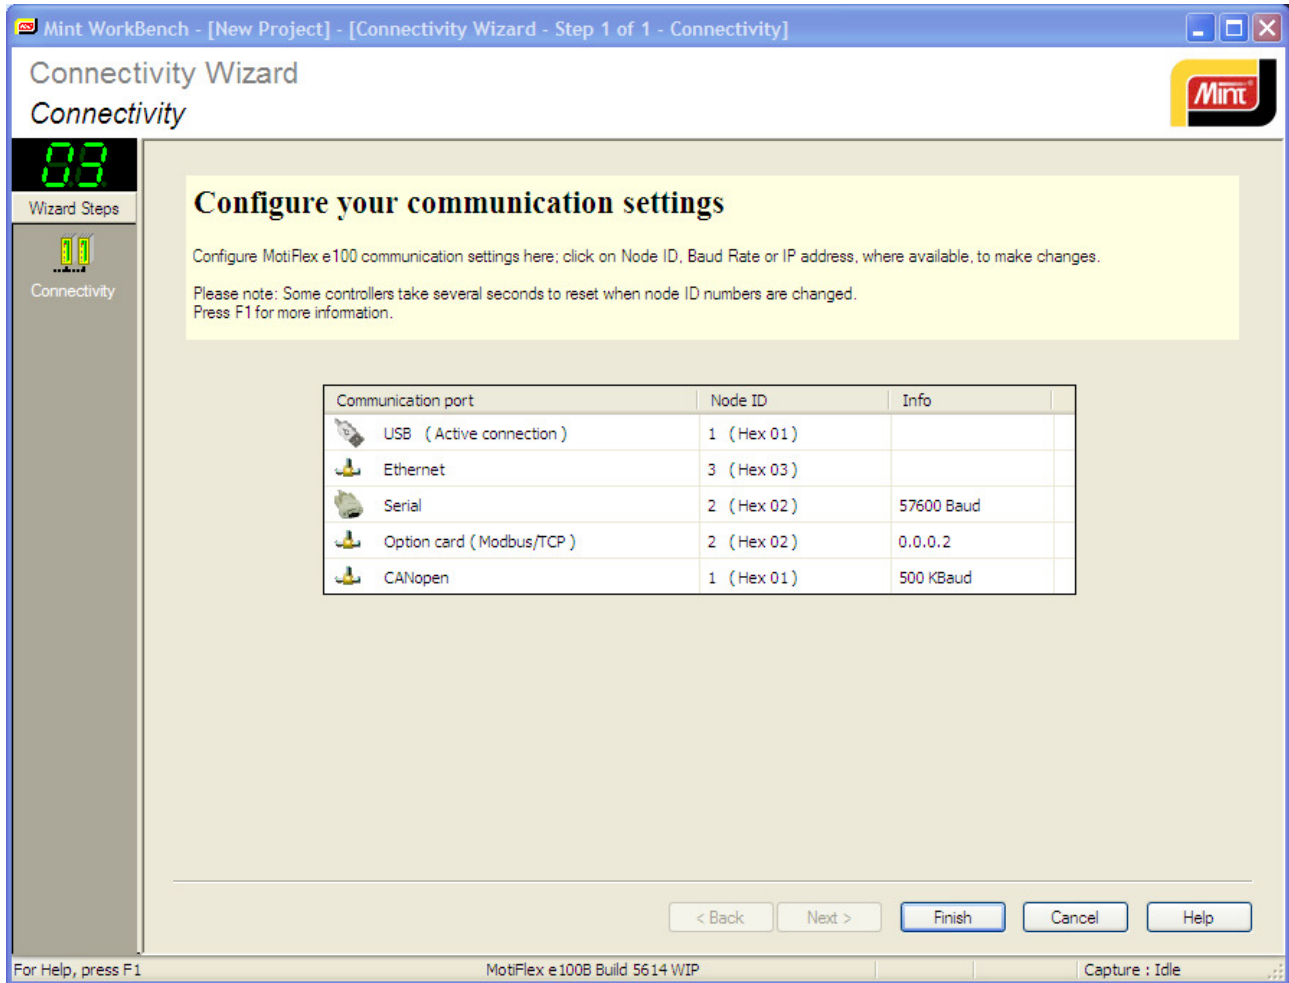 Mint WorkBench - [New Project] - [Connectivity Wizard - Step 1 of 1 - Connectivity]
Connectivity Wizard
Connectivity
Mint
03
Wizard Steps
Connectivity
Configure your communication settings
Configure MotiFlex e100 communication settings here; click on Node ID, Baud Rate or IP address, where available, to make changes.
Please note: Some controllers take several seconds to reset when node ID numbers are changed.
Press F1 for more information.
Communication port Node ID Info
USB ( Active connection ) 1 ( Hex 01 )
Ethernet 3 ( Hex 03 )
Serial 2 ( Hex 02 ) 57600 Baud
Option card ( Modbus/TCP ) 2 ( Hex 02 ) 0.0.0.2
CANopen 1 ( Hex 01 ) 500 KBaud
< Back Next > Finish Cancel Help
For Help, press F1 MotiFlex e100B Build 5614 WIP Capture : Idle